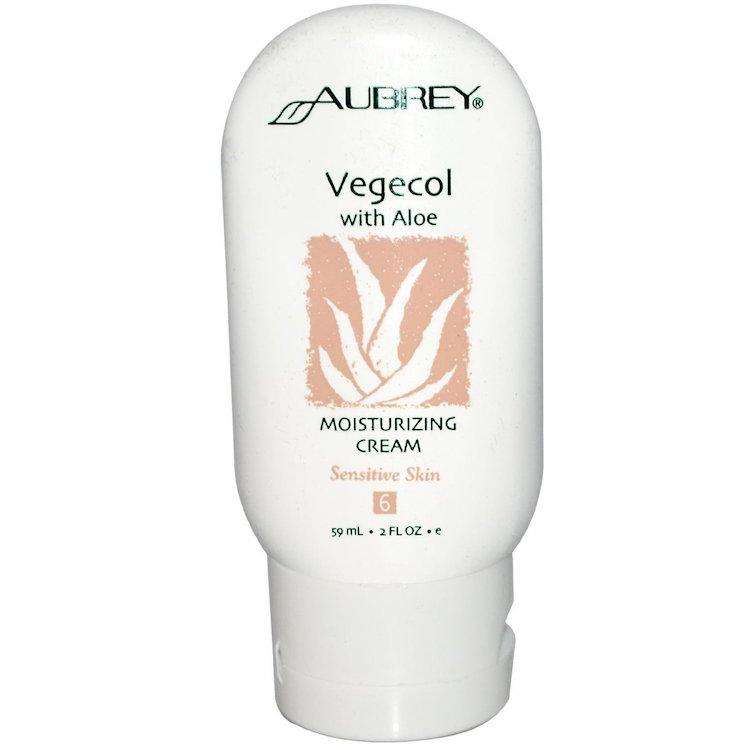 AUBREY®
Vegecol
with Aloe
MOISTURIZING
CREAM
Sensitive Skin
6
59 mL • 2 FL OZ • e